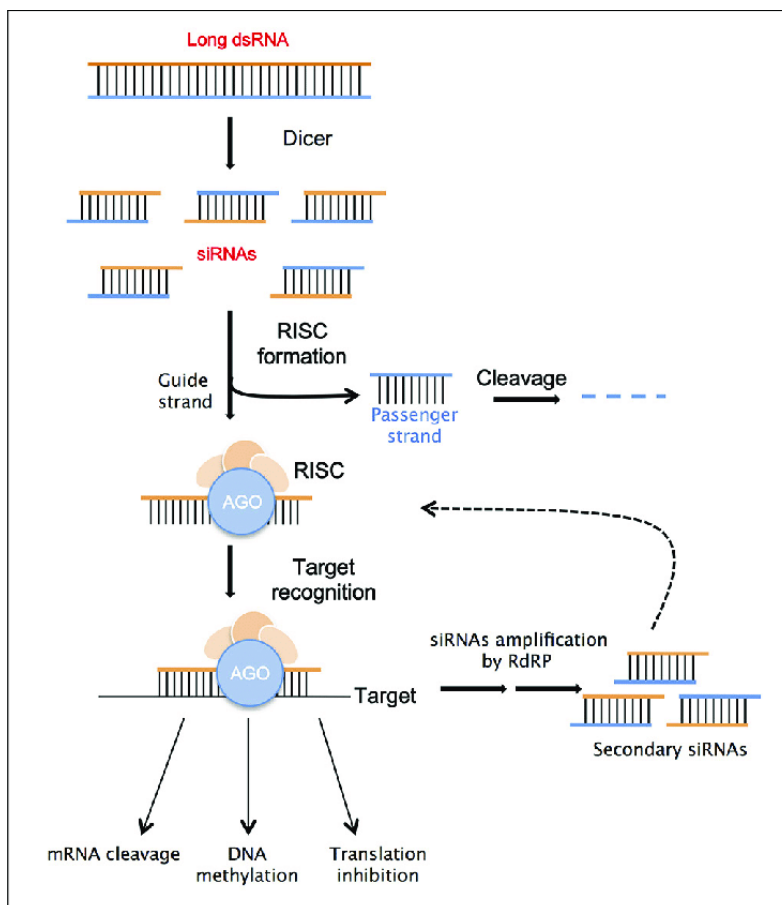 Long dsRNA
Dicer
siRNAs
RISC
formation
Guide
strand
Passenger
strand
Cleavage
RISC
AGO
Target
recognition
AGO
Target
siRNAs amplification
by RdRP
Secondary siRNAs
mRNA cleavage
DNA
methylation
Translation
inhibition